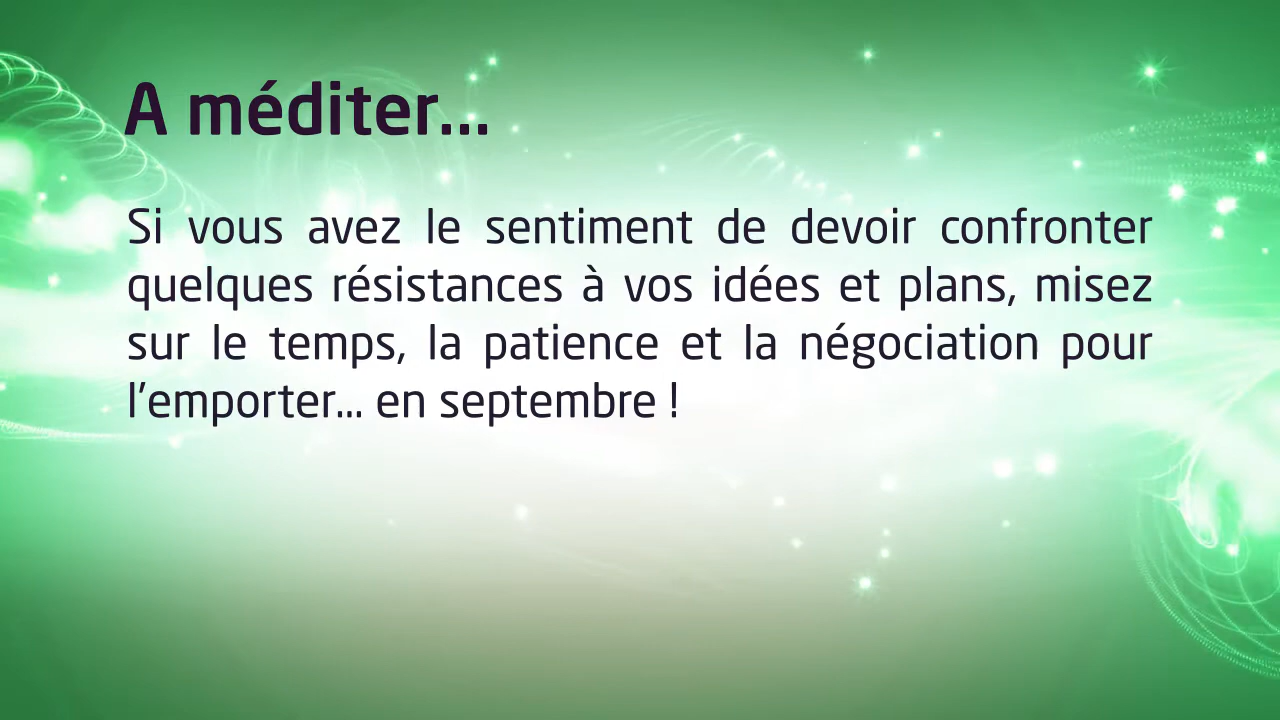 A méditer...
Si vous avez le sentiment de devoir confronter
quelques résistances à vos idées et plans, misez
sur le temps, la patience et la négociation pour
l'emporter... en septembre !